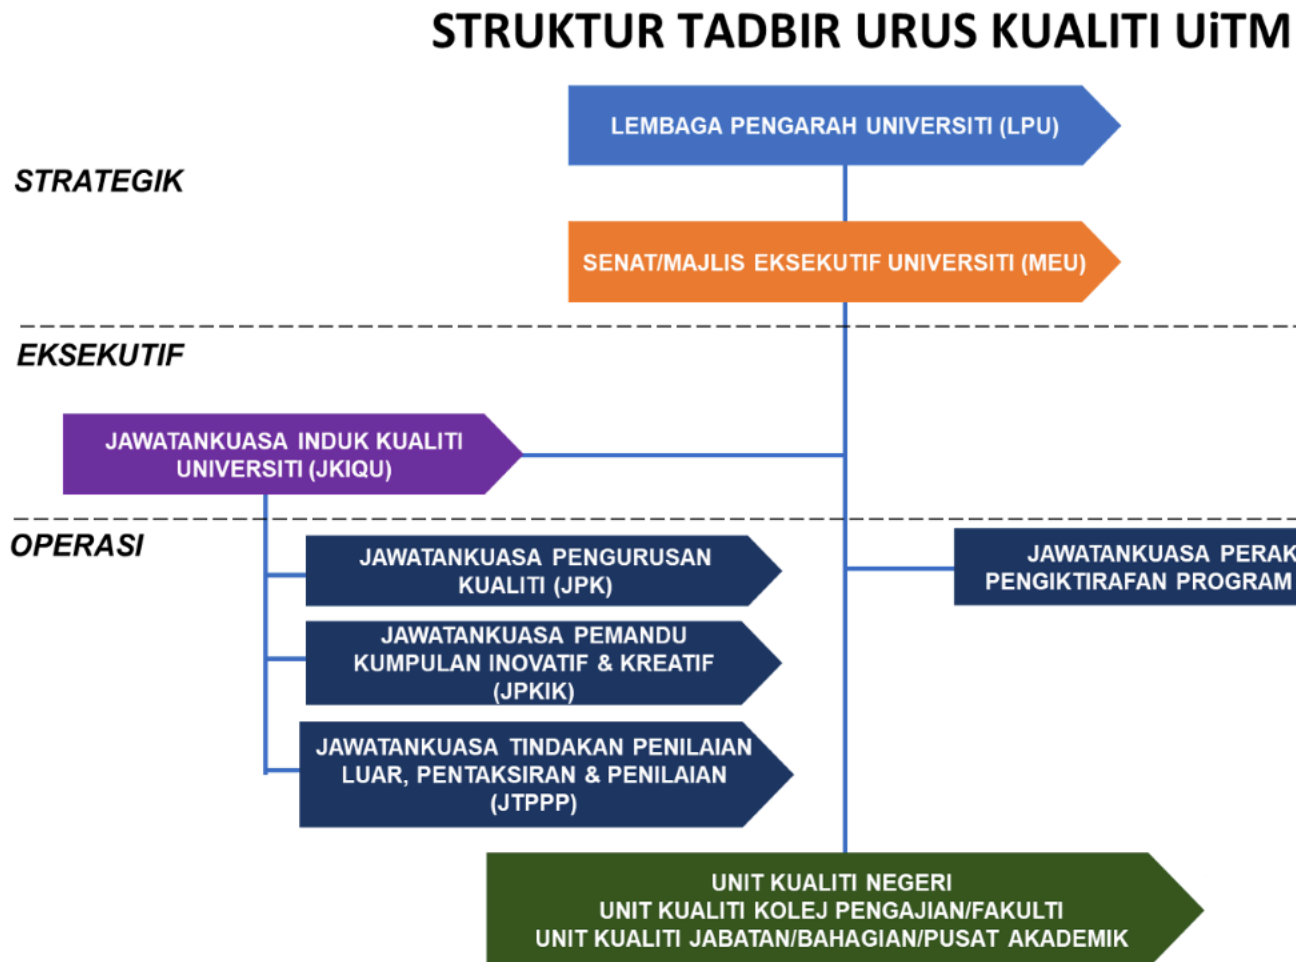 STRUKTUR TADBIR URUS KUALITI UiTM
LEMBAGA PENGARAH UNIVERSITI (LPU)
STRATEGIK
SENAT/MAJLIS EKSEKUTIF UNIVERSITI (MEU)
EKSEKUTIF
JAWATANKUASA INDUK KUALITI
UNIVERSITI (JKIQU)
OPERASI
JAWATANKUASA PENGURUSAN
KUALITI (JPK)
JAWATANKUASA PERAK
PENGIKTIRAFAN PROGRAM
JAWATANKUASA PEMANDU
KUMPULAN INOVATIF & KREATIF
(JPKIK)
JAWATANKUASA TINDAKAN PENILAIAN
LUAR, PENTAKSIRAN & PENILAIAN
(JTPPP)
UNIT KUALITI NEGERI
UNIT KUALITI KOLEJ PENGAJIAN/FAKULTI
UNIT KUALITI JABATAN/BAHAGIAN/PUSAT AKADEMIK